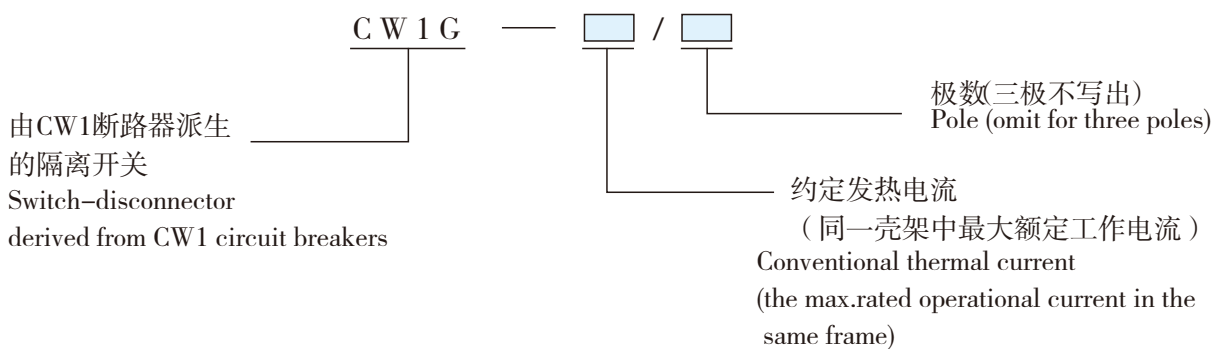 CW1G — /
极数(三极不写出)
Pole (omit for three poles)
由CW1断路器派生
的隔离开关
Switch-disconnector
derived from CW1 circuit breakers
约定发热电流
(同一壳架中最大额定工作电流)
Conventional thermal current
(the max.rated operational current in the
same frame)